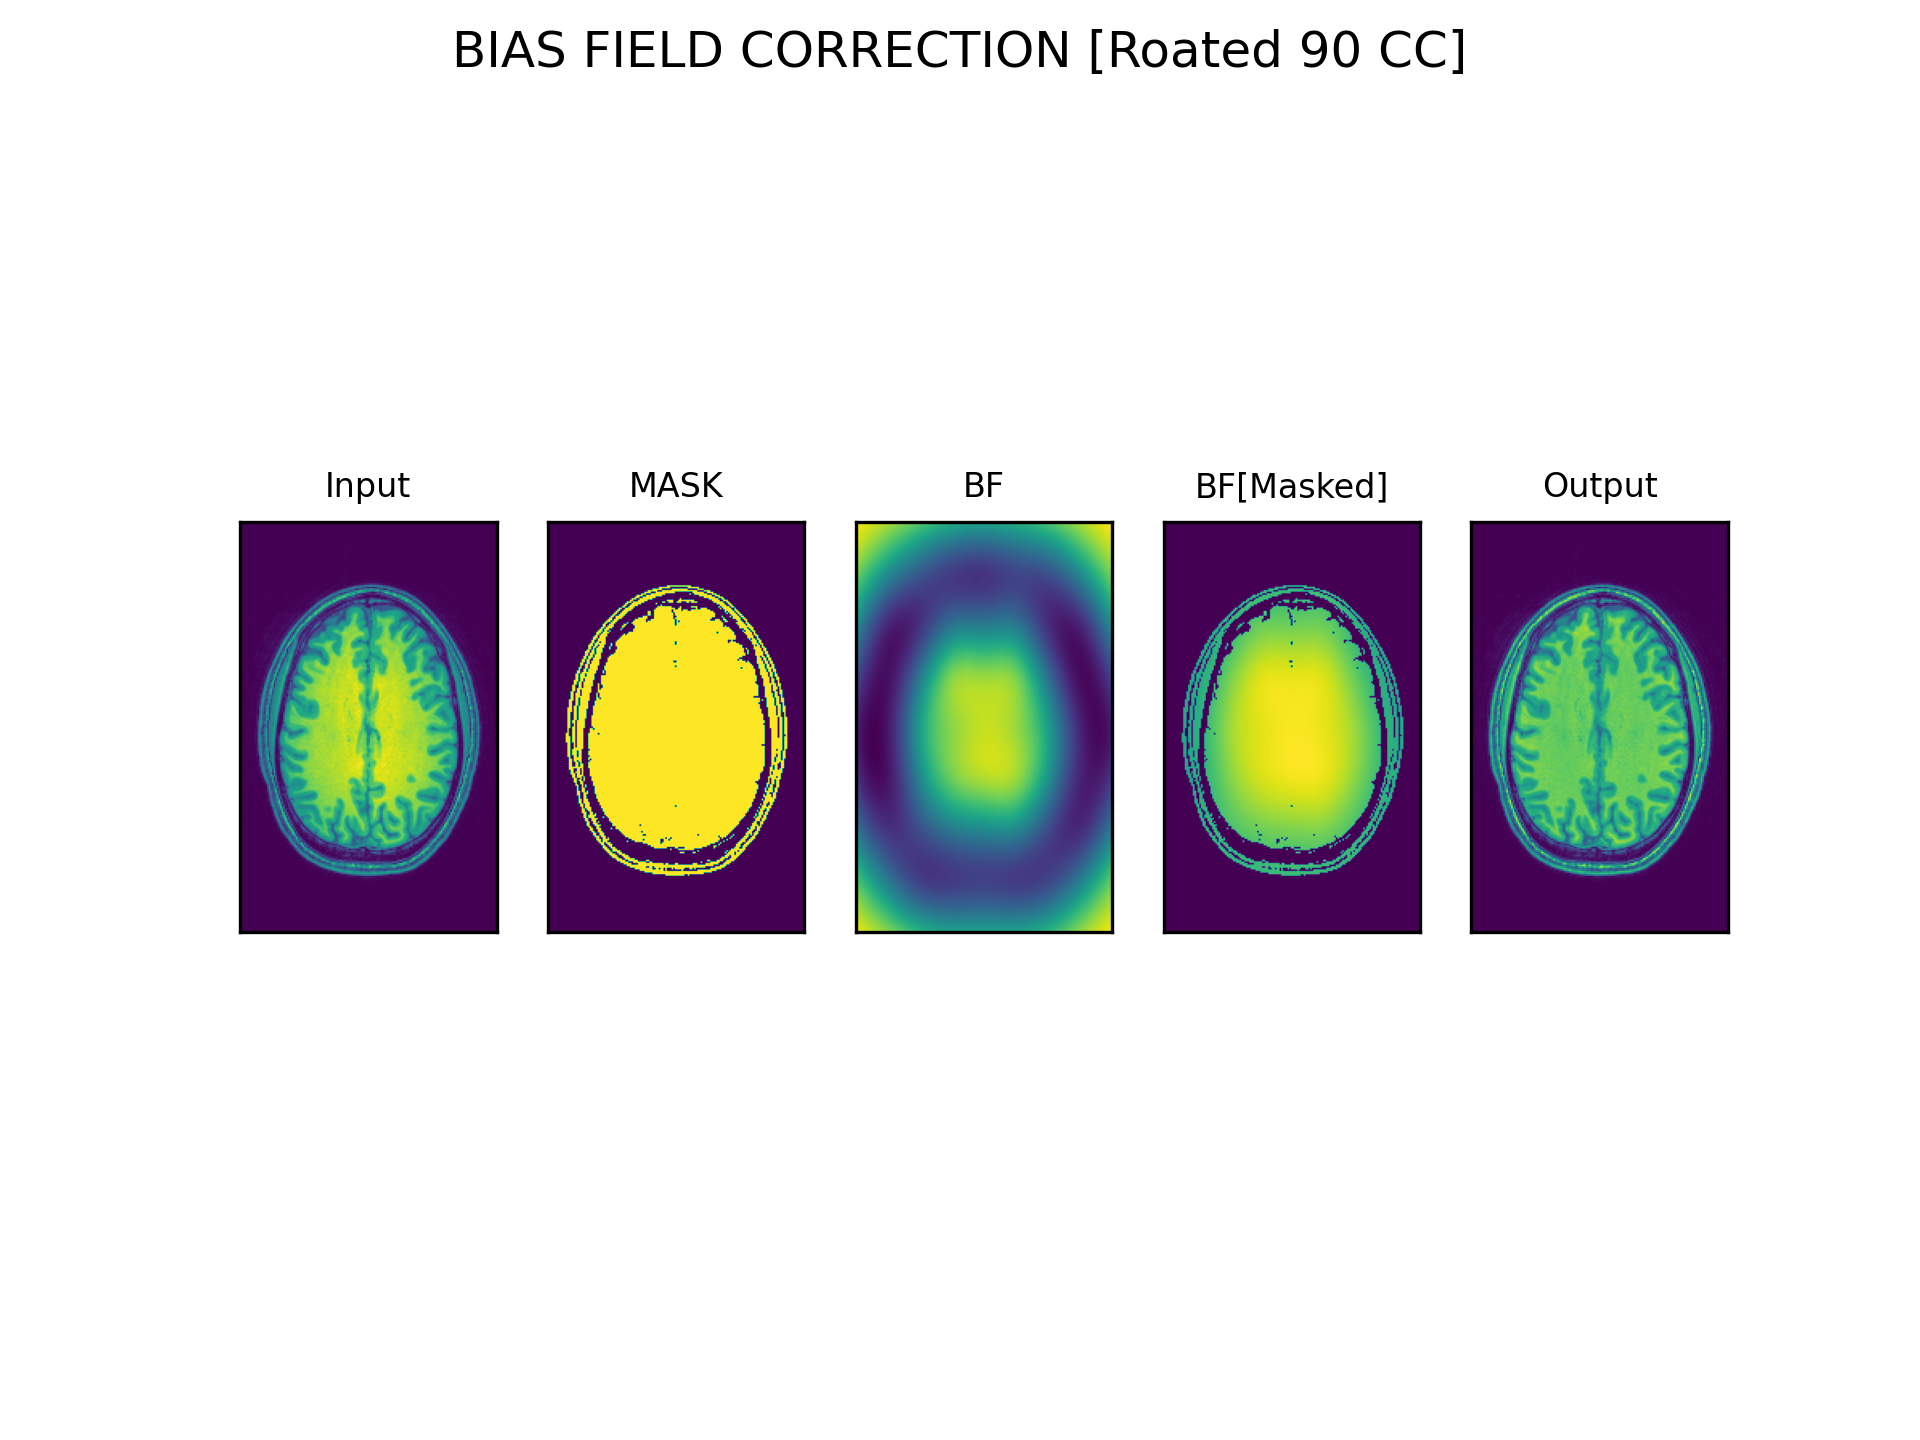 BIAS FIELD CORRECTION [Roated 90 CC]
Input
MASK
BF
BF[Masked]
Output